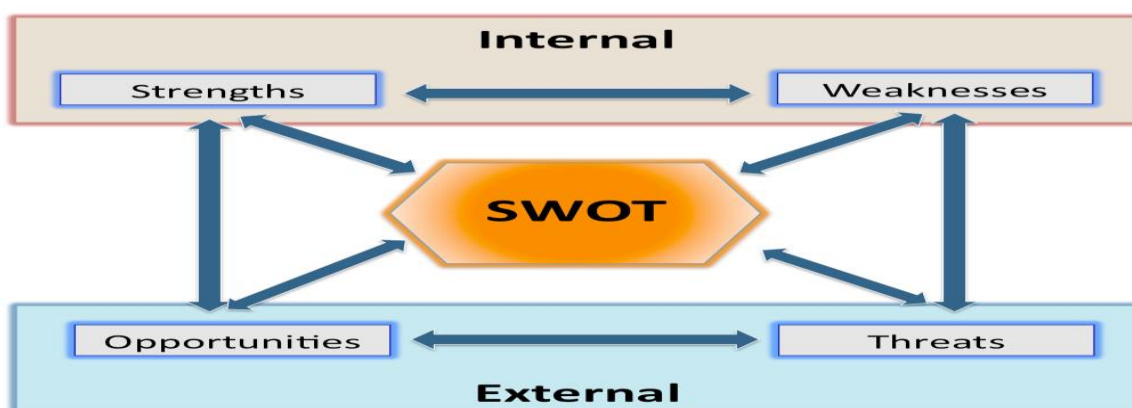 Internal
Strengths
Weaknesses
SWOT
Opportunities
Threats
External